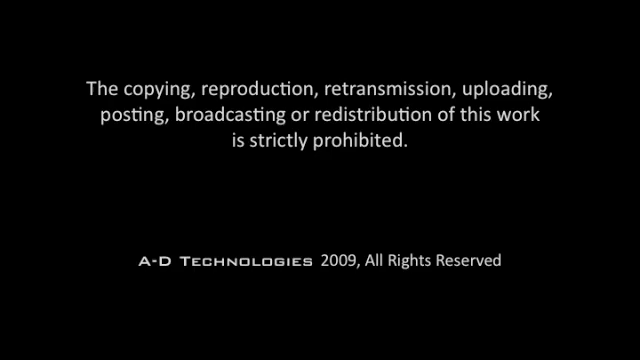 The copying, reproduction, retransmission, uploading,
posting, broadcasting or redistribution of this work
is strictly prohibited.
A-D Technologies 2009, All Rights Reserved